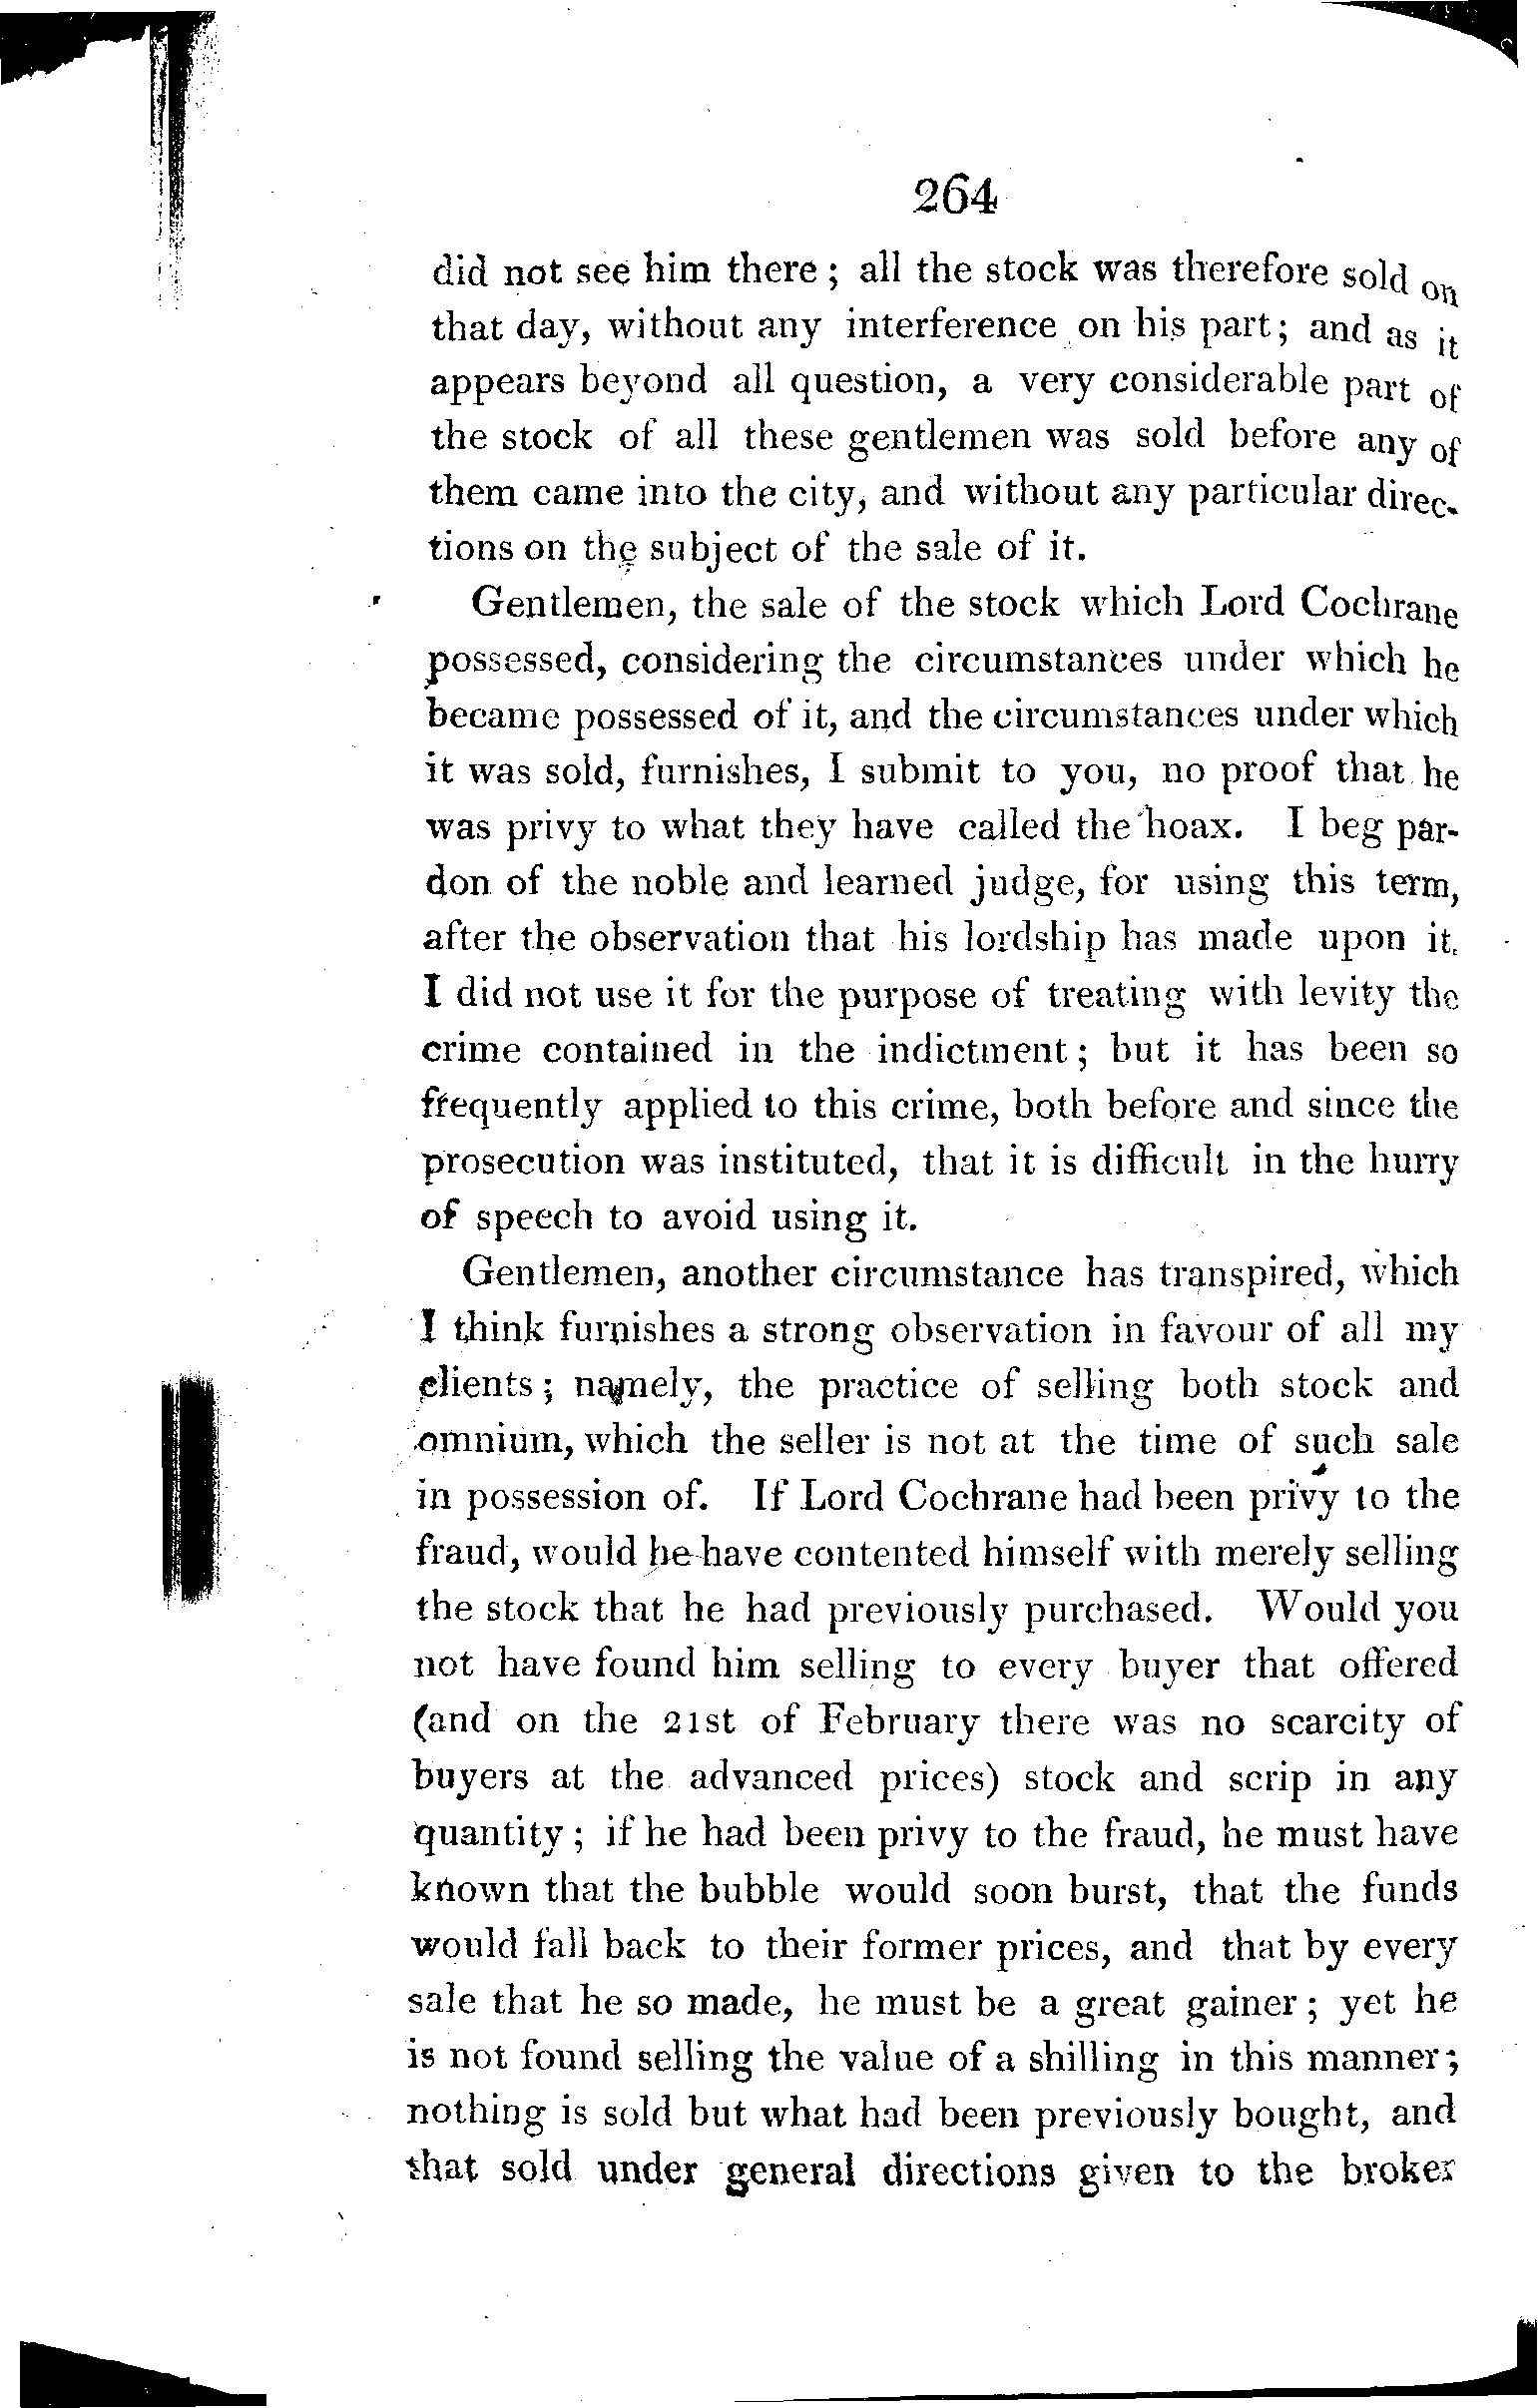 264
did not see him there; all the stock was therefore sold on
that day, without any interference on his part; and as it
appears beyond all question, a very considerable part of
the stock of all these gentlemen was sold before any of
them came into the city, and without any particular direc-
tions on the subject of the sale of it.
Gentlemen, the sale of the stock which Lord Cochrane
possessed, considering the circumstances under which he
became possessed of it, and the circumstances under which
it was sold, furnishes, I submit to you, no proof that he
was privy to what they have called the hoax. I beg par-
don of the noble and learned judge, for using this term,
after the observation that his lordship has made upon it.
I did not use it for the purpose of treating with levity the
crime contained in the indictment; but it has been so
frequently applied to this crime, both before and since the
prosecution was instituted, that it is difficult in the hurry
of speech to avoid using it.
Gentlemen, another circumstance has transpired, which
I think furnishes a strong observation in favour of all my
clients; namely, the practice of selling both stock and
omnium, which the seller is not at the time of such sale
in possession of. If Lord Cochrane had been privy to the
fraud, would he have contented himself with merely selling
the stock that he had previously purchased. Would you
not have found him selling to every buyer that offered
(and on the 21st of February there was no scarcity of
buyers at the advanced prices) stock and scrip in any
quantity; if he had been privy to the fraud, he must have
known that the bubble would soon burst, that the funds
would fall back to their former prices, and that by every
sale that he so made, he must be a great gainer; yet he
is not found selling the value of a shilling in this manner;
nothing is sold but what had been previously bought, and
that sold under general directions given to the broker